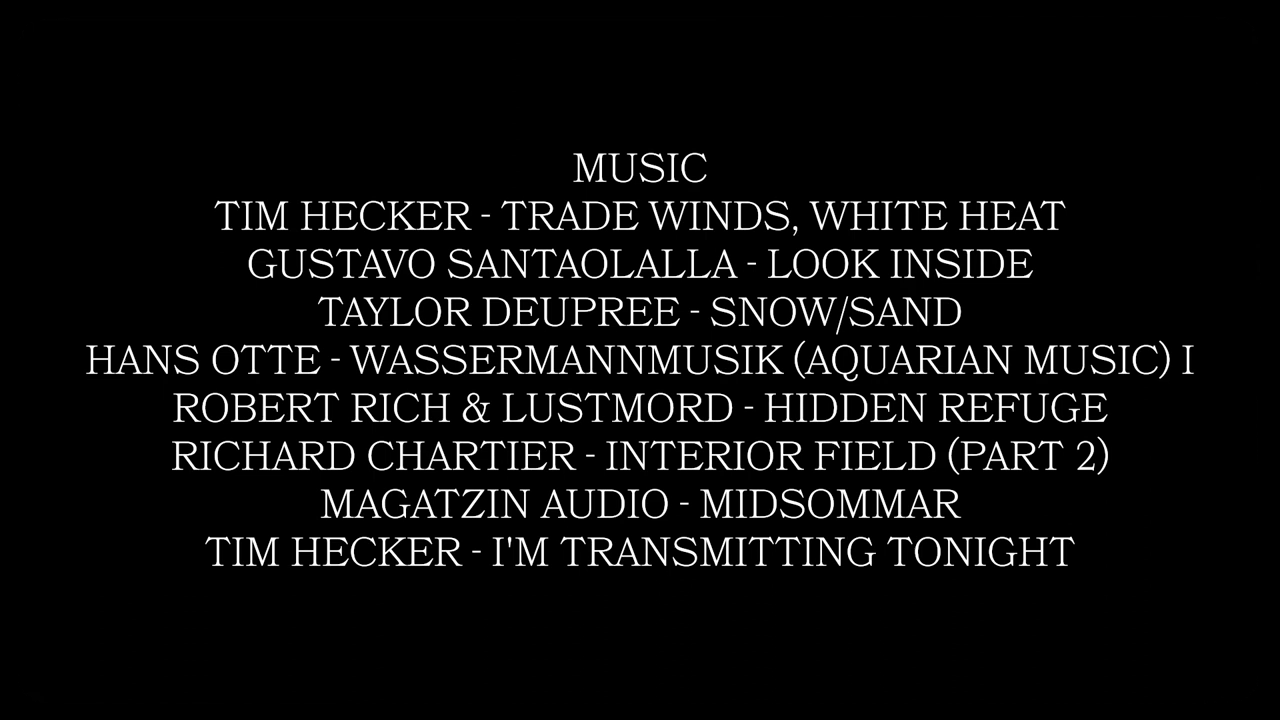 MUSIC
TIM HECKER - TRADE WINDS, WHITE HEAT
GUSTAVO SANTAOLALLA - LOOK INSIDE
TAYLOR DEUPREE - SNOW/SAND
HANS OTTE - WASSERMANNMUSIK (AQUARIAN MUSIC) I
ROBERT RICH & LUSTMORD - HIDDEN REFUGE
RICHARD CHARTIER - INTERIOR FIELD (PART 2)
MAGATZIN AUDIO - MIDSOMMAR
TIM HECKER - I'M TRANSMITTING TONIGHT